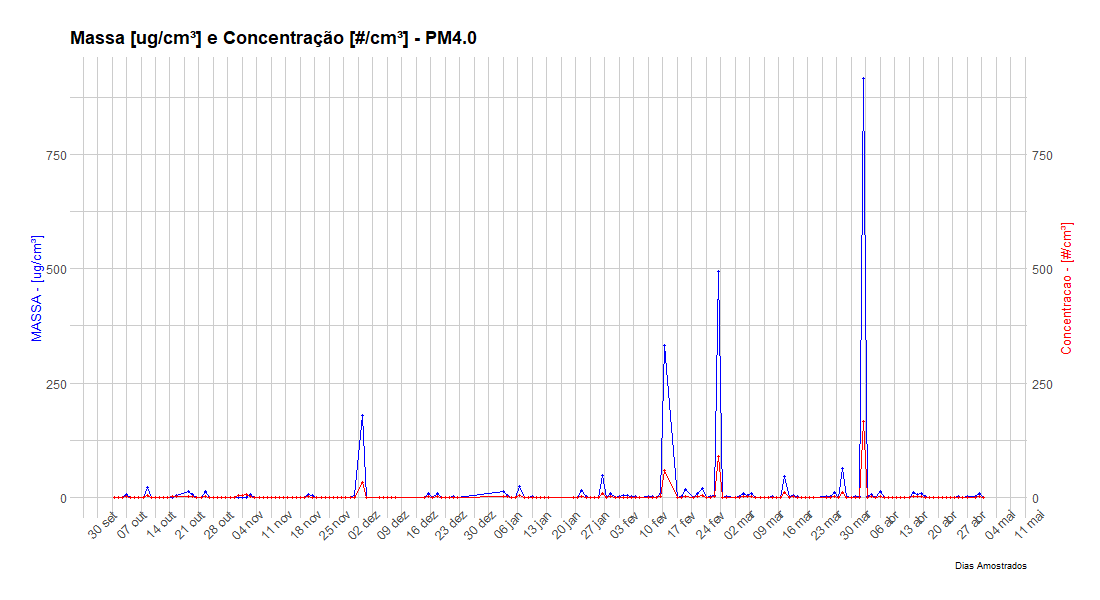 Massa [ug/cm³] e Concentração [#/cm³] - PM4.0
MASSA - [ug/cm³]
750
500
250
0
750
500
250
0
Concentracao - [#/cm³]
30 set
07 out
14 out
21 out
28 out
04 nov
11 nov
18 nov
25 nov
02 dez
09 dez
16 dez
23 dez
30 dez
06 jan
13 jan
20 jan
27 jan
03 fev
10 fev
17 fev
24 fev
02 mar
09 mar
16 mar
23 mar
30 mar
06 abr
13 abr
20 abr
27 abr
04 mai
11 mai
Dias Amostrados